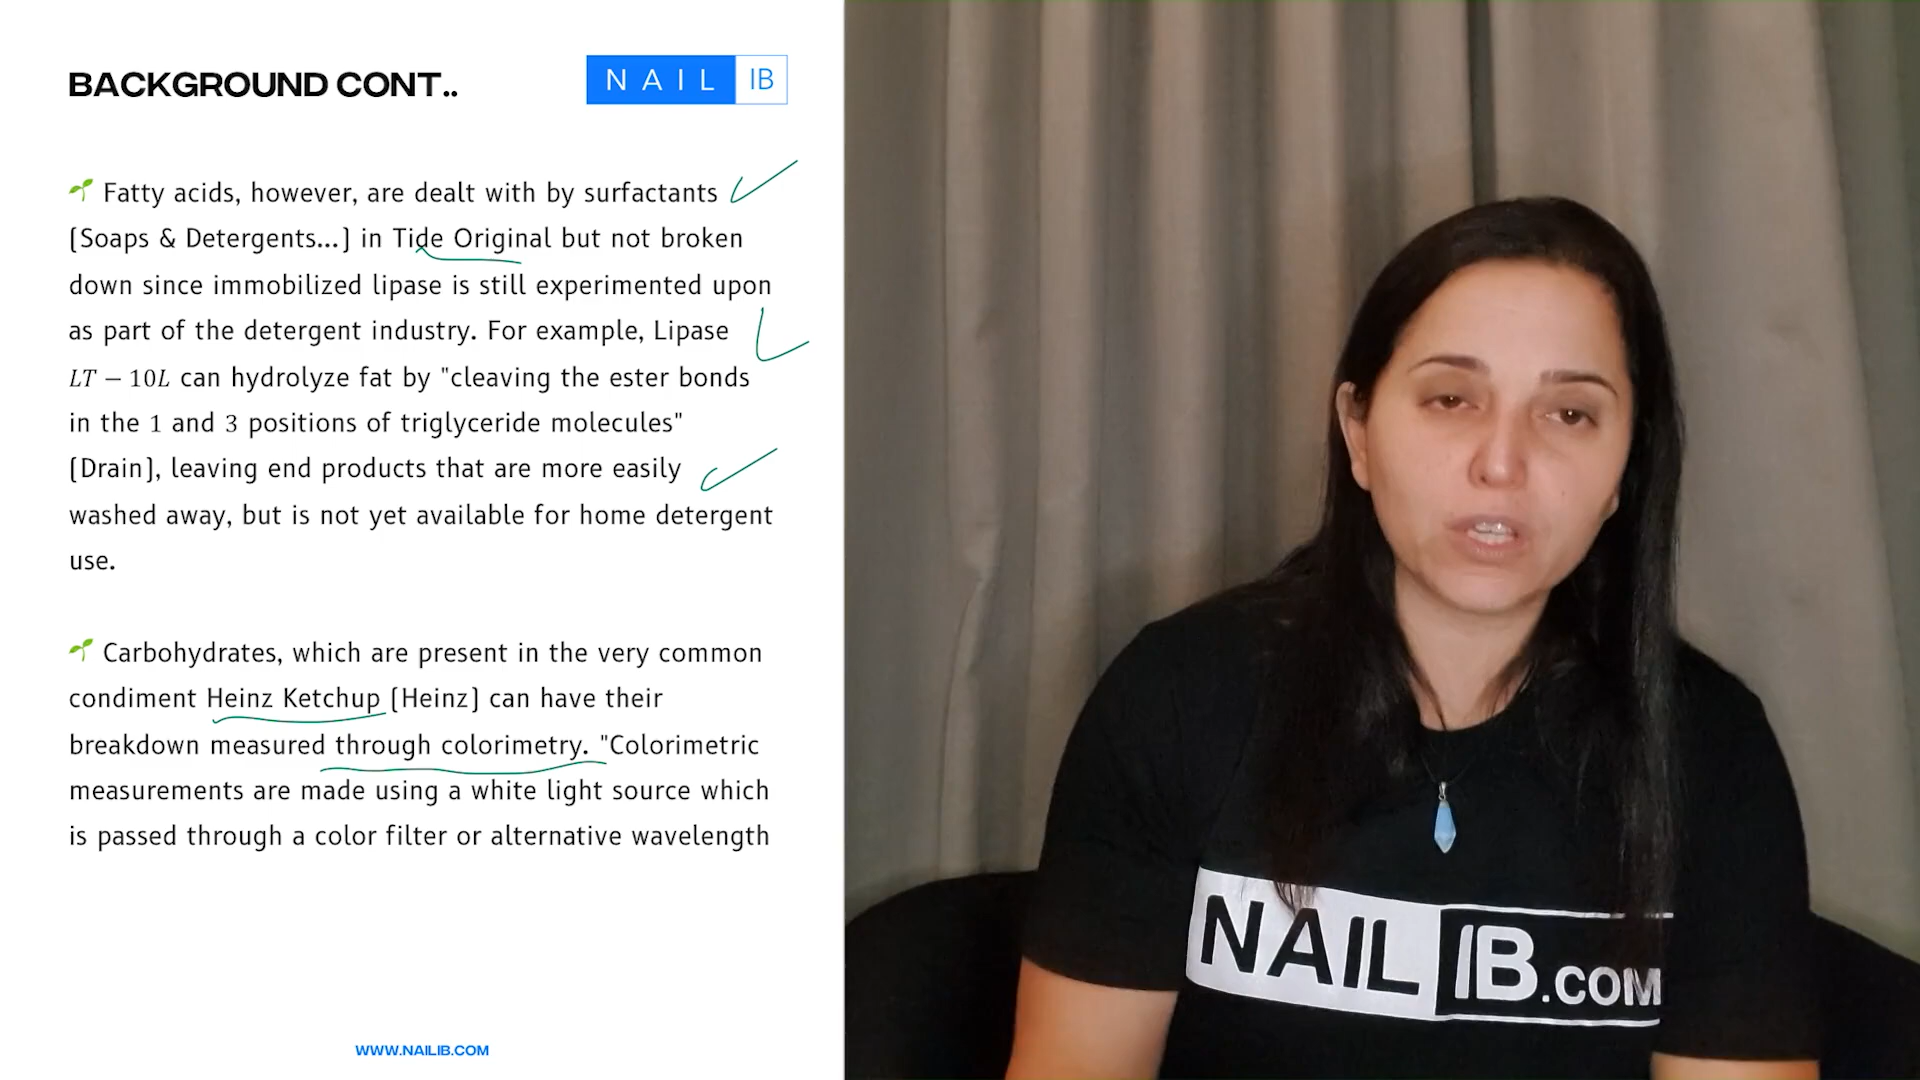 BACKGROUND CONT..
NAIL IB
Fatty acids, however, are dealt with by surfactants
(Soaps & Detergents...) in Tide Original but not broken
down since immobilized lipase is still experimented upon
as part of the detergent industry. For example, Lipase
LT − 10L can hydrolyze fat by "cleaving the ester bonds
in the 1 and 3 positions of triglyceride molecules"
(Drain), leaving end products that are more easily
washed away, but is not yet available for home detergent
use.
Carbohydrates, which are present in the very common
condiment Heinz Ketchup (Heinz) can have their
breakdown measured through colorimetry. "Colorimetric
measurements are made using a white light source which
is passed through a color filter or alternative wavelength
WWW.NAILIB.COM
NAIL IB.COM